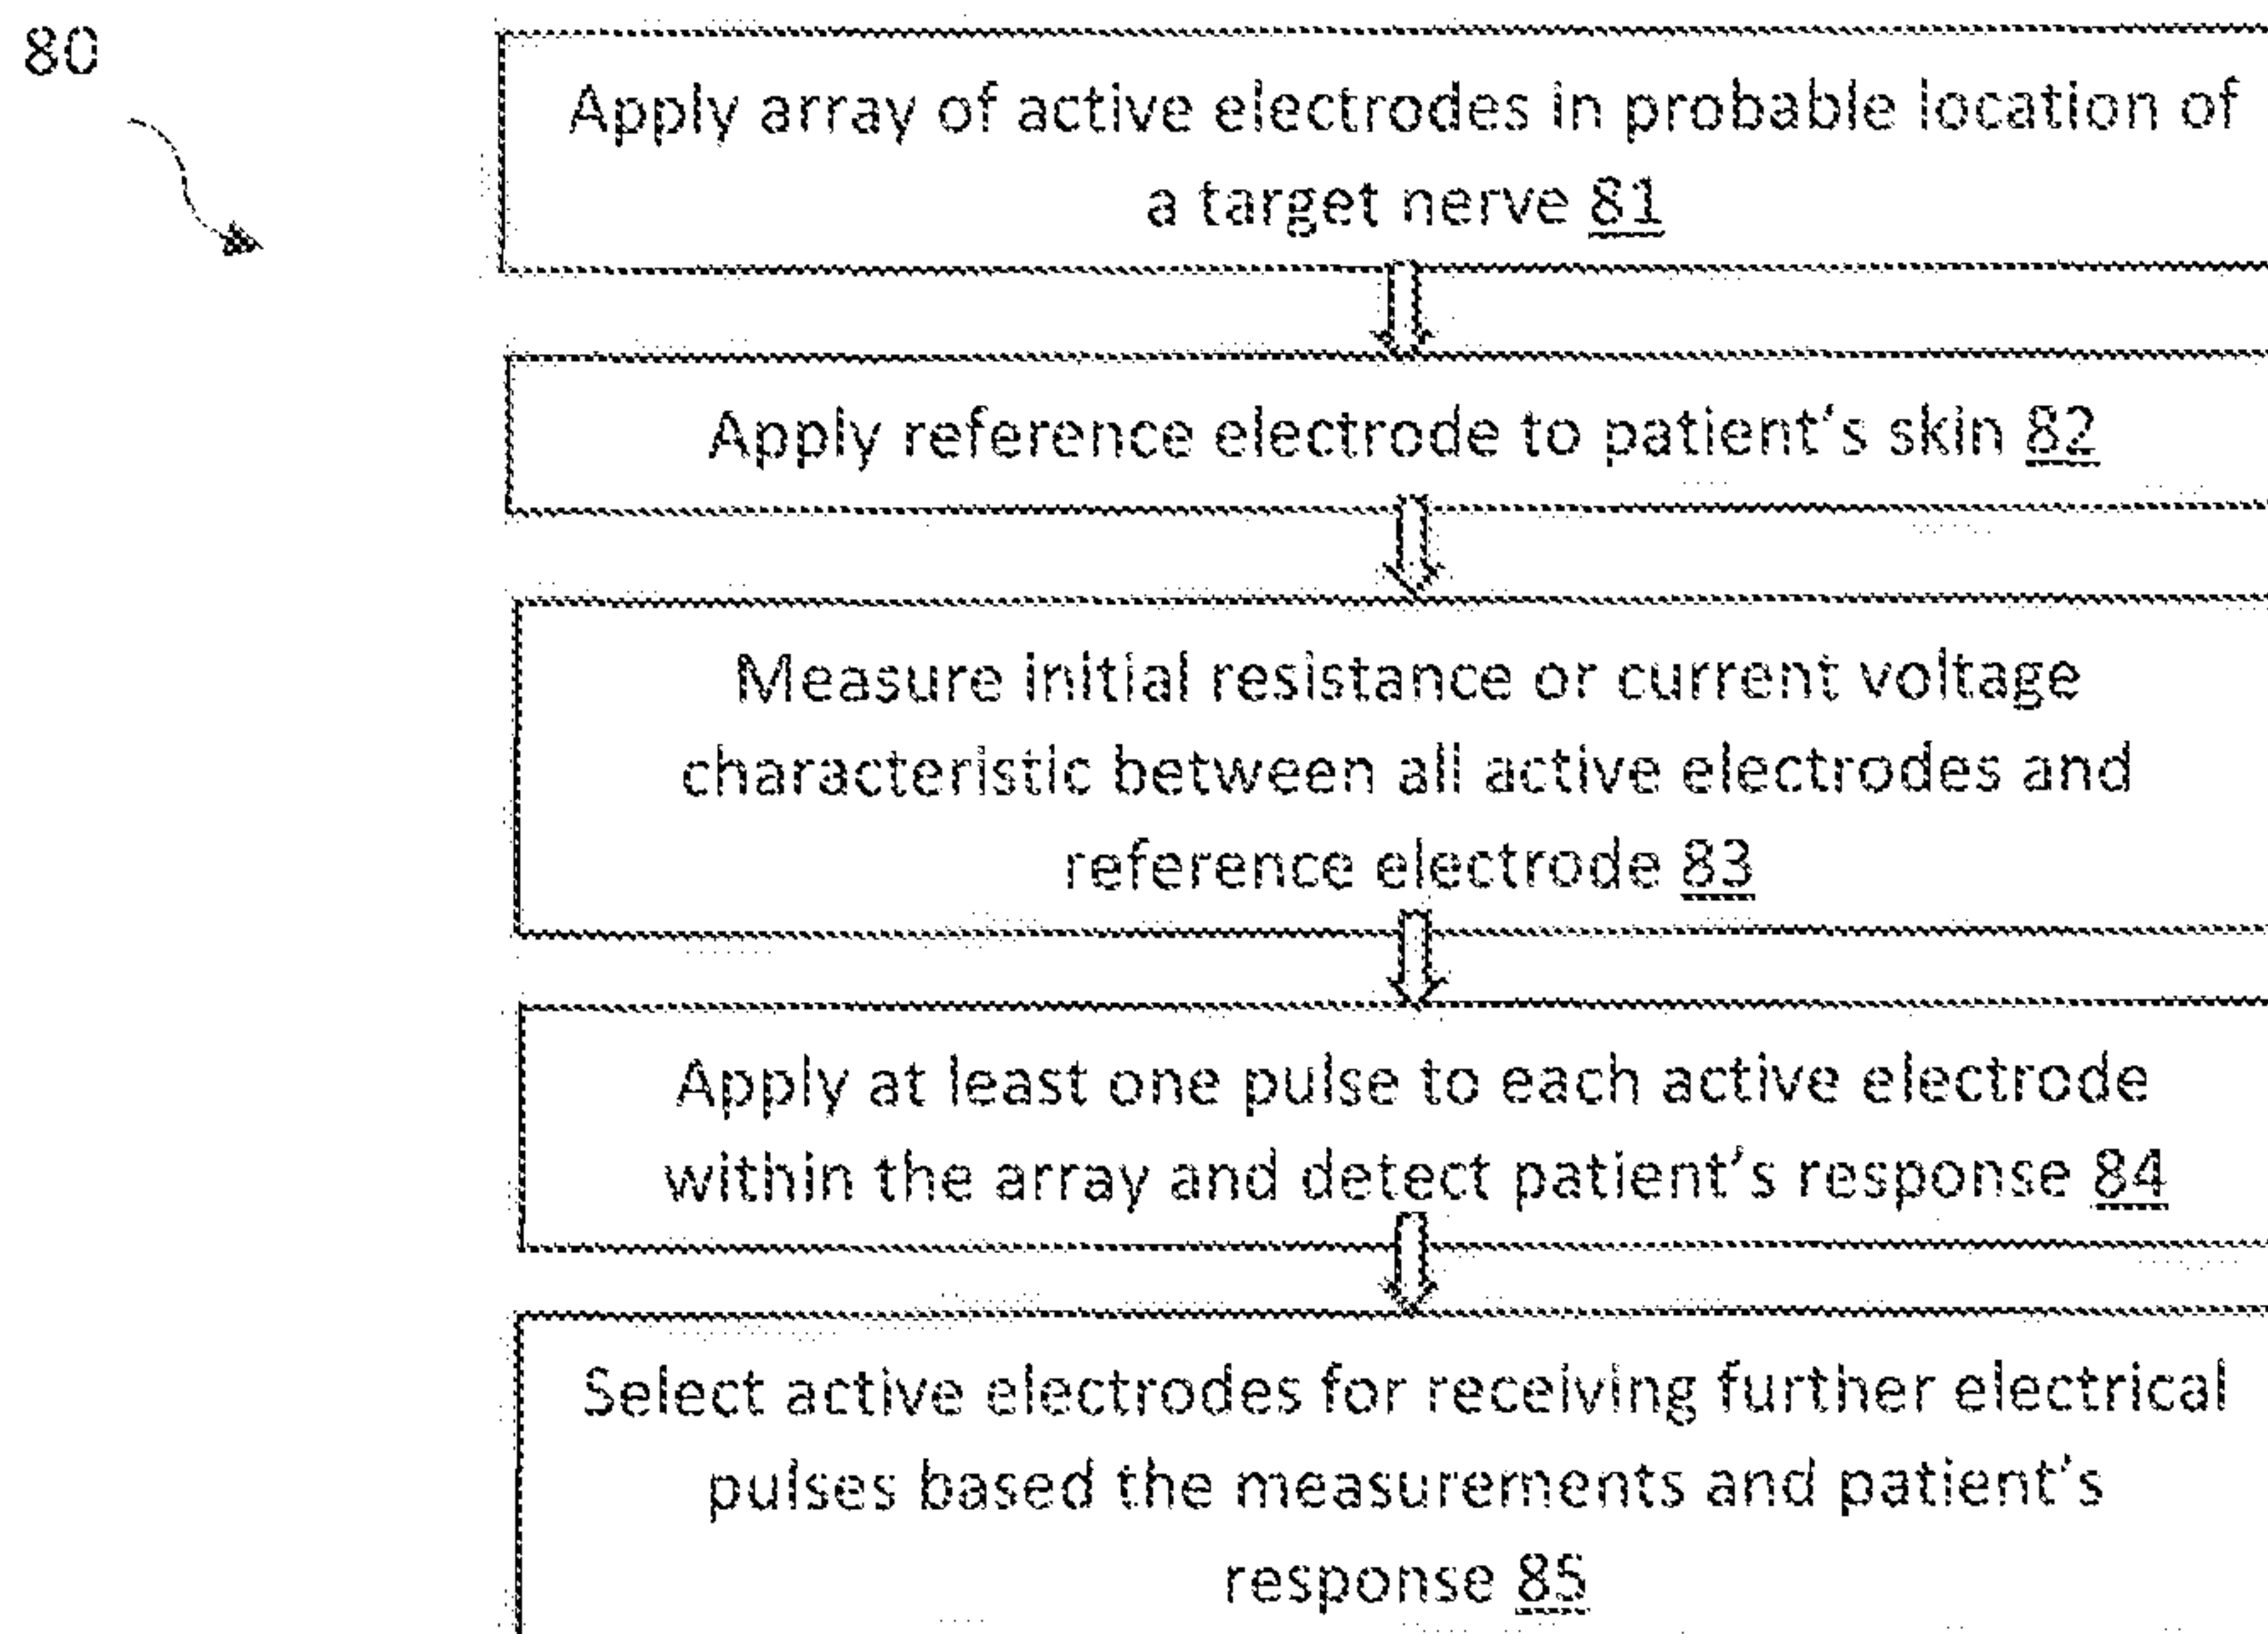 80
Apply array of active electrodes in probable location of
a target nerve 81
Apply reference electrode to patient's skin 82
Measure initial resistance or current voltage
characteristic between all active electrodes and
reference electrode 83
Apply at least one pulse to each active electrode
within the array and detect patient's response 84
Select active electrodes for receiving further electrical
pulses based the measurements and patient's
response 85